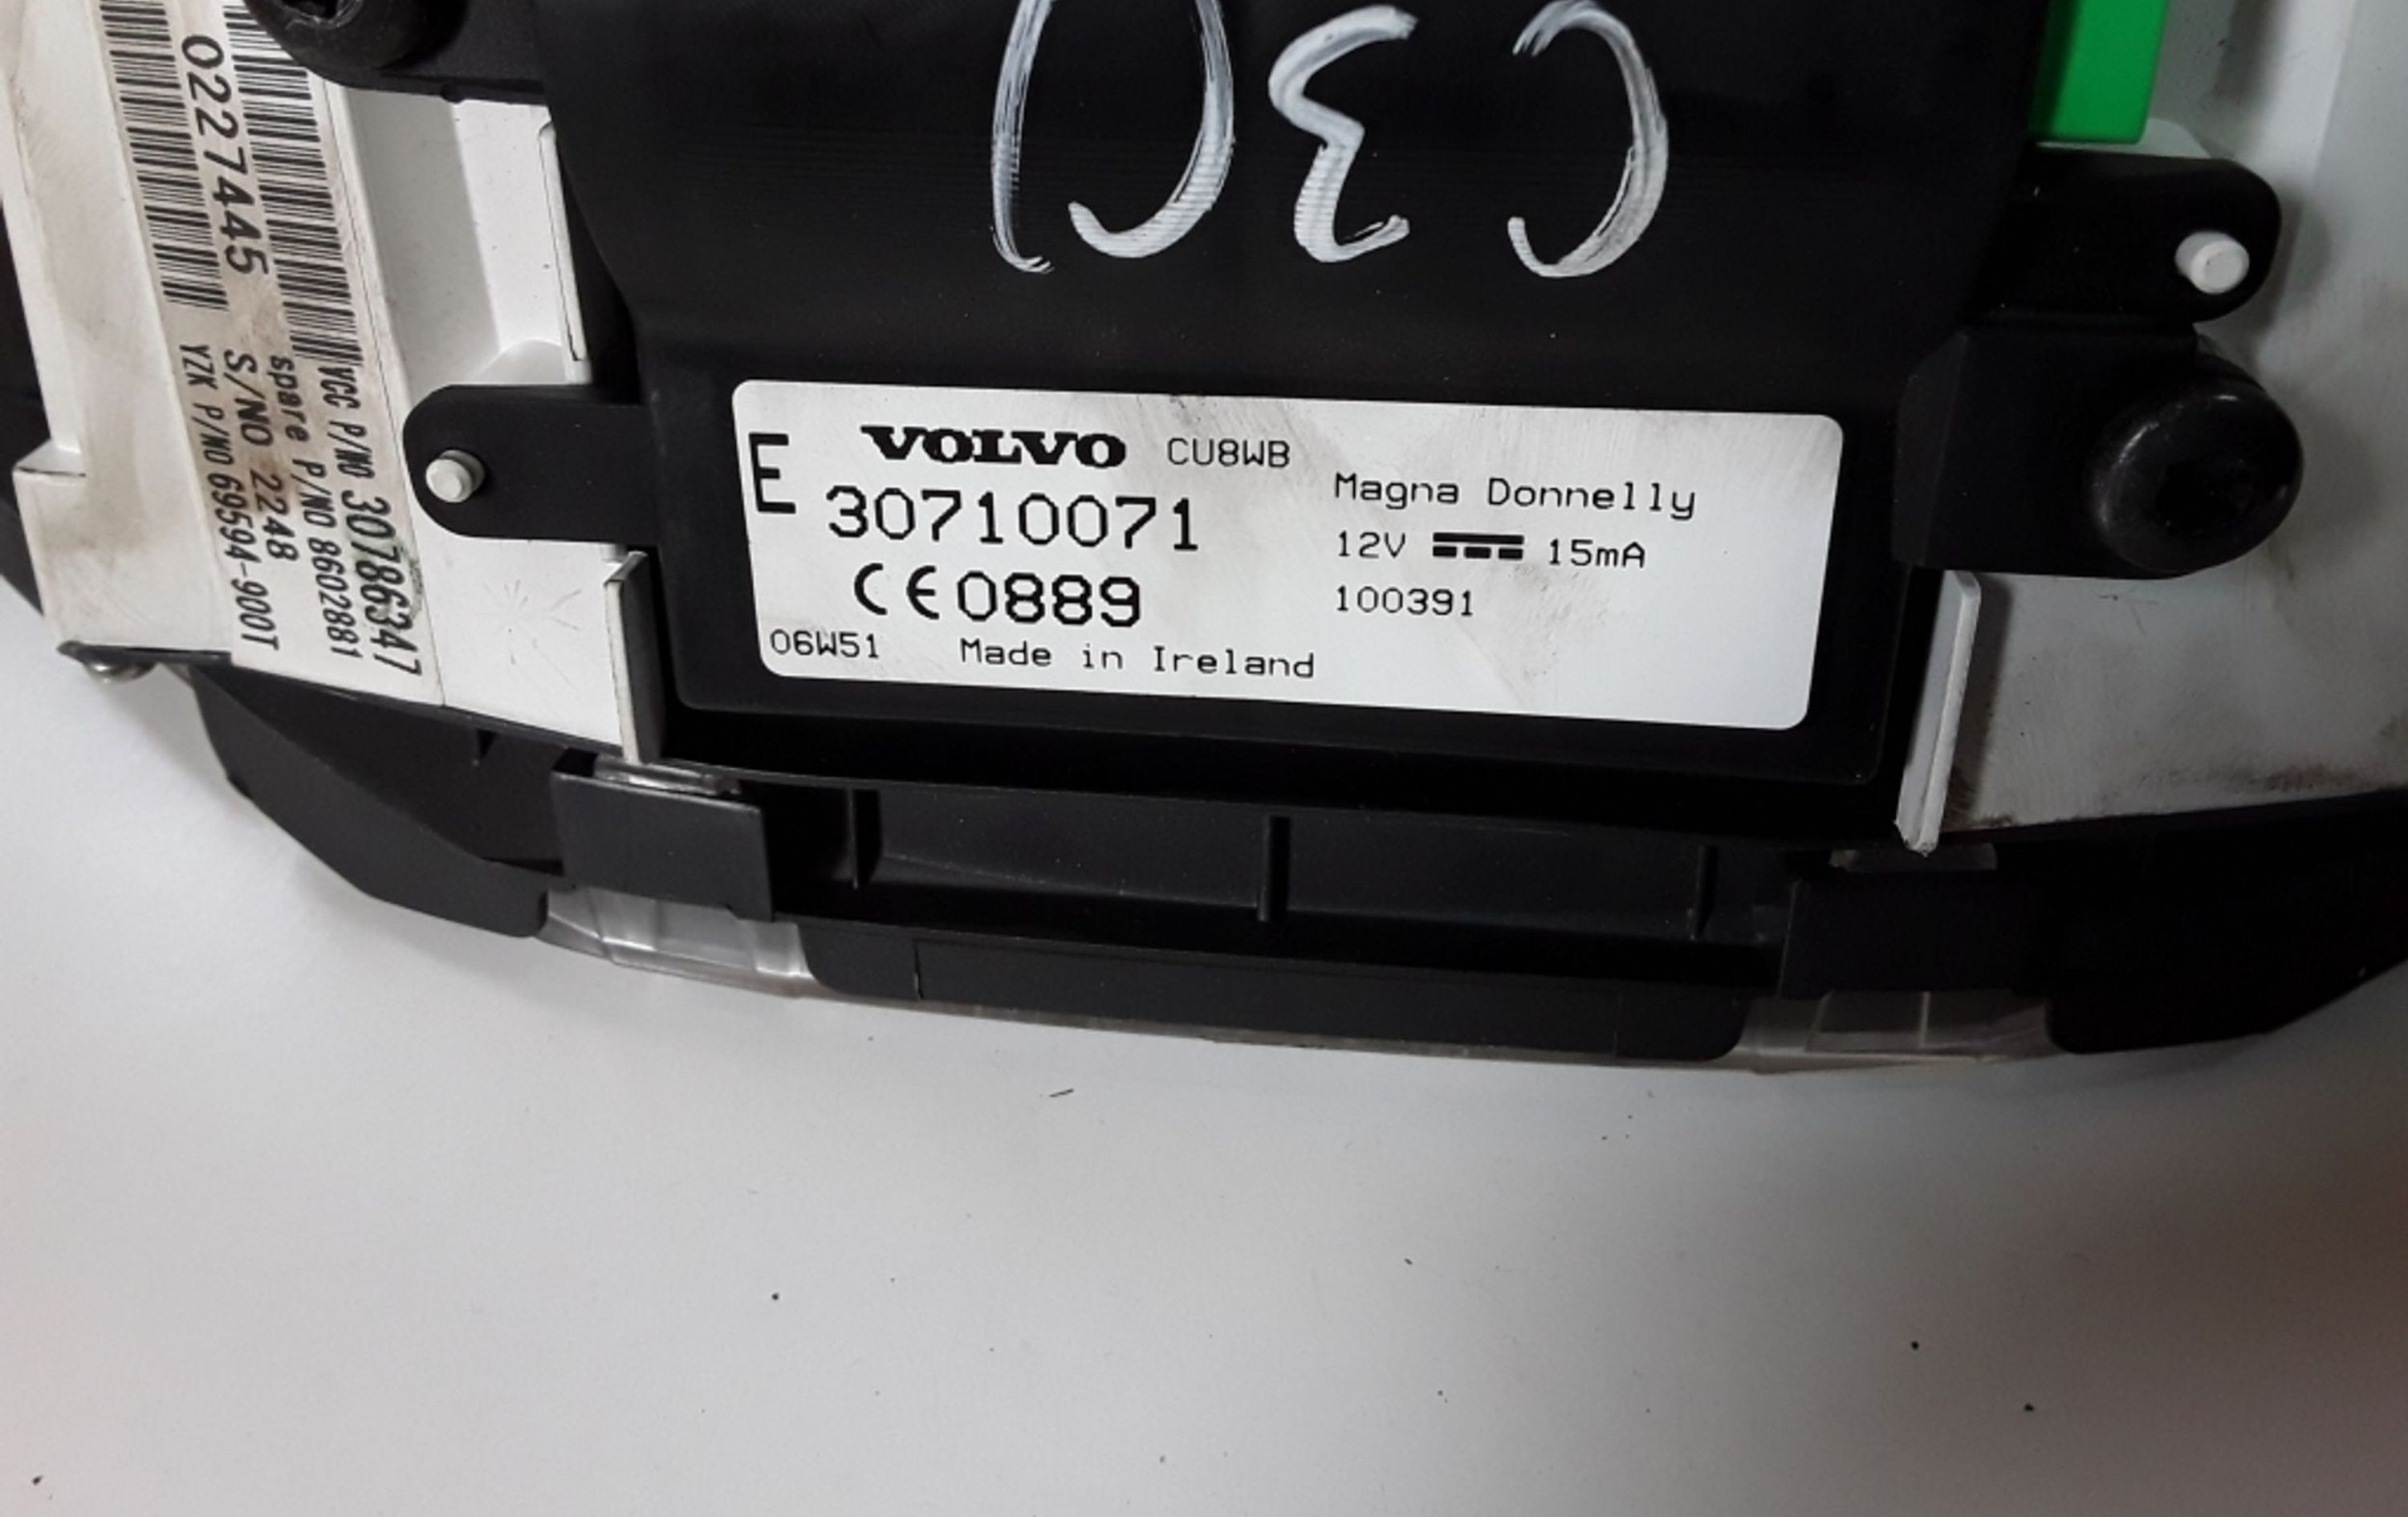 C30
VOLVO CU8WB
E 30710071
CE 0889
06W51 Made in Ireland
Magna Donnelly
12V 15mA
100391
VCC P/NO 30786347
spare P/NO 8602881
0227445 S/NO 2248
YZK P/NO 69594-900T